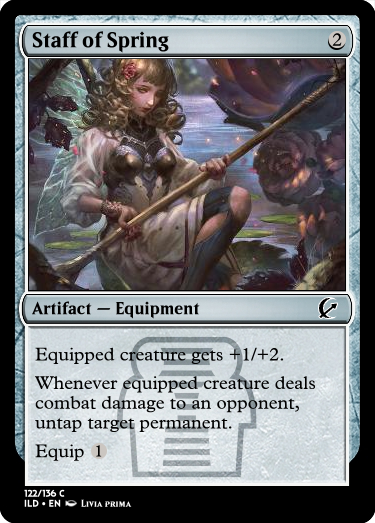 Staff of Spring 2
Artifact — Equipment
Equipped creature gets +1/+2.
Whenever equipped creature deals
combat damage to an opponent,
untap target permanent.
Equip 1
122/136 C
ILD • EN LIVIA PRIMA